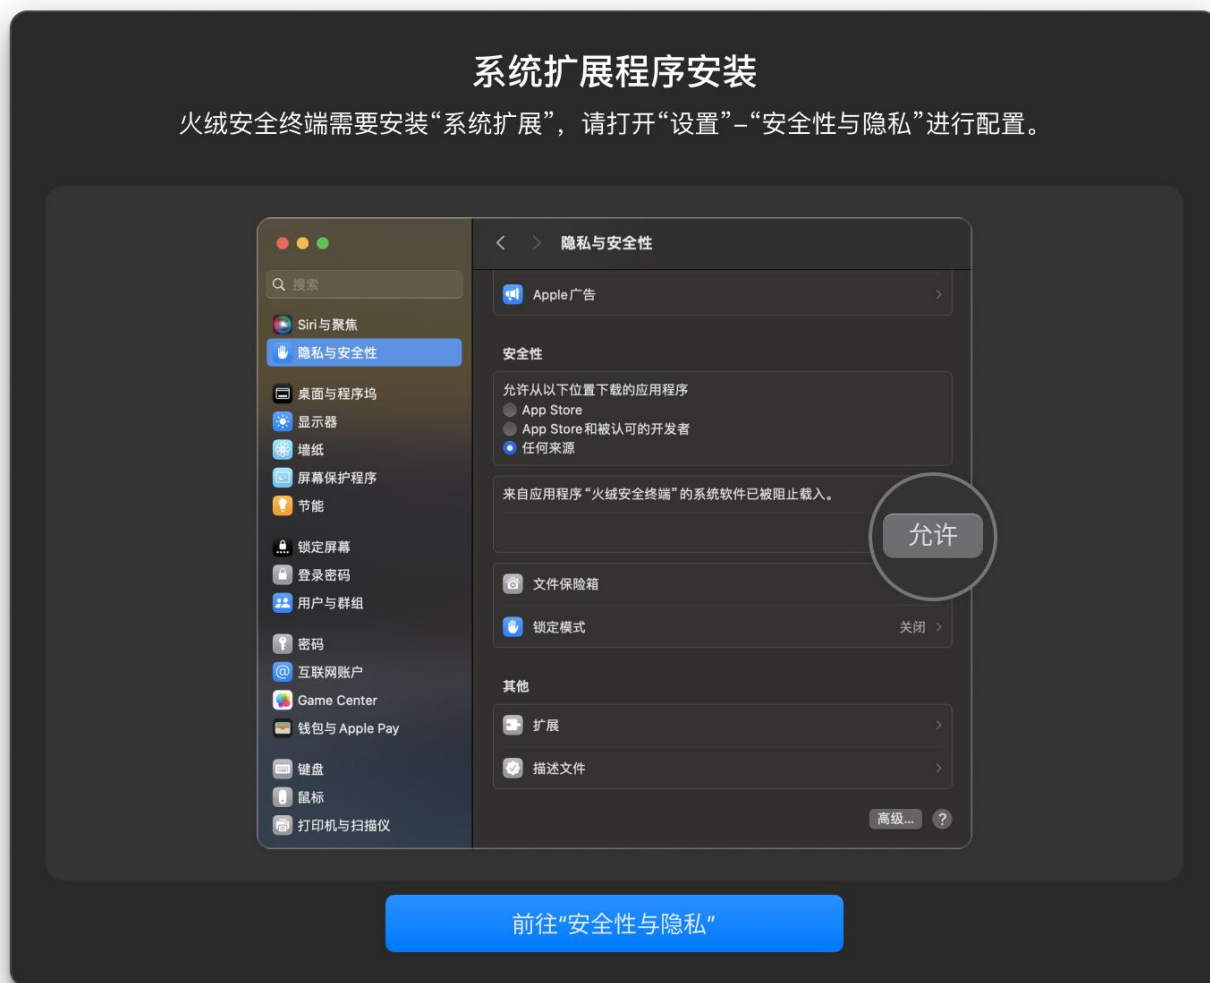 系统扩展程序安装
火绒安全终端需要安装“系统扩展”，请打开“设置”–“安全性与隐私”进行配置。
隐私与安全性
搜索
Siri与聚焦
隐私与安全性
桌面与程序坞
显示器
墙纸
屏幕保护程序
节能
锁定屏幕
登录密码
用户与群组
密码
互联网账户
Game Center
钱包与 Apple Pay
键盘
鼠标
打印机与扫描仪
Apple广告
安全性
允许从以下位置下载的应用程序
App Store
App Store和被认可的开发者
任何来源
来自应用程序“火绒安全终端”的系统软件已被阻止载入。
允许
文件保险箱
锁定模式 关闭
其他
扩展
描述文件
高级... ?
前往“安全性与隐私”